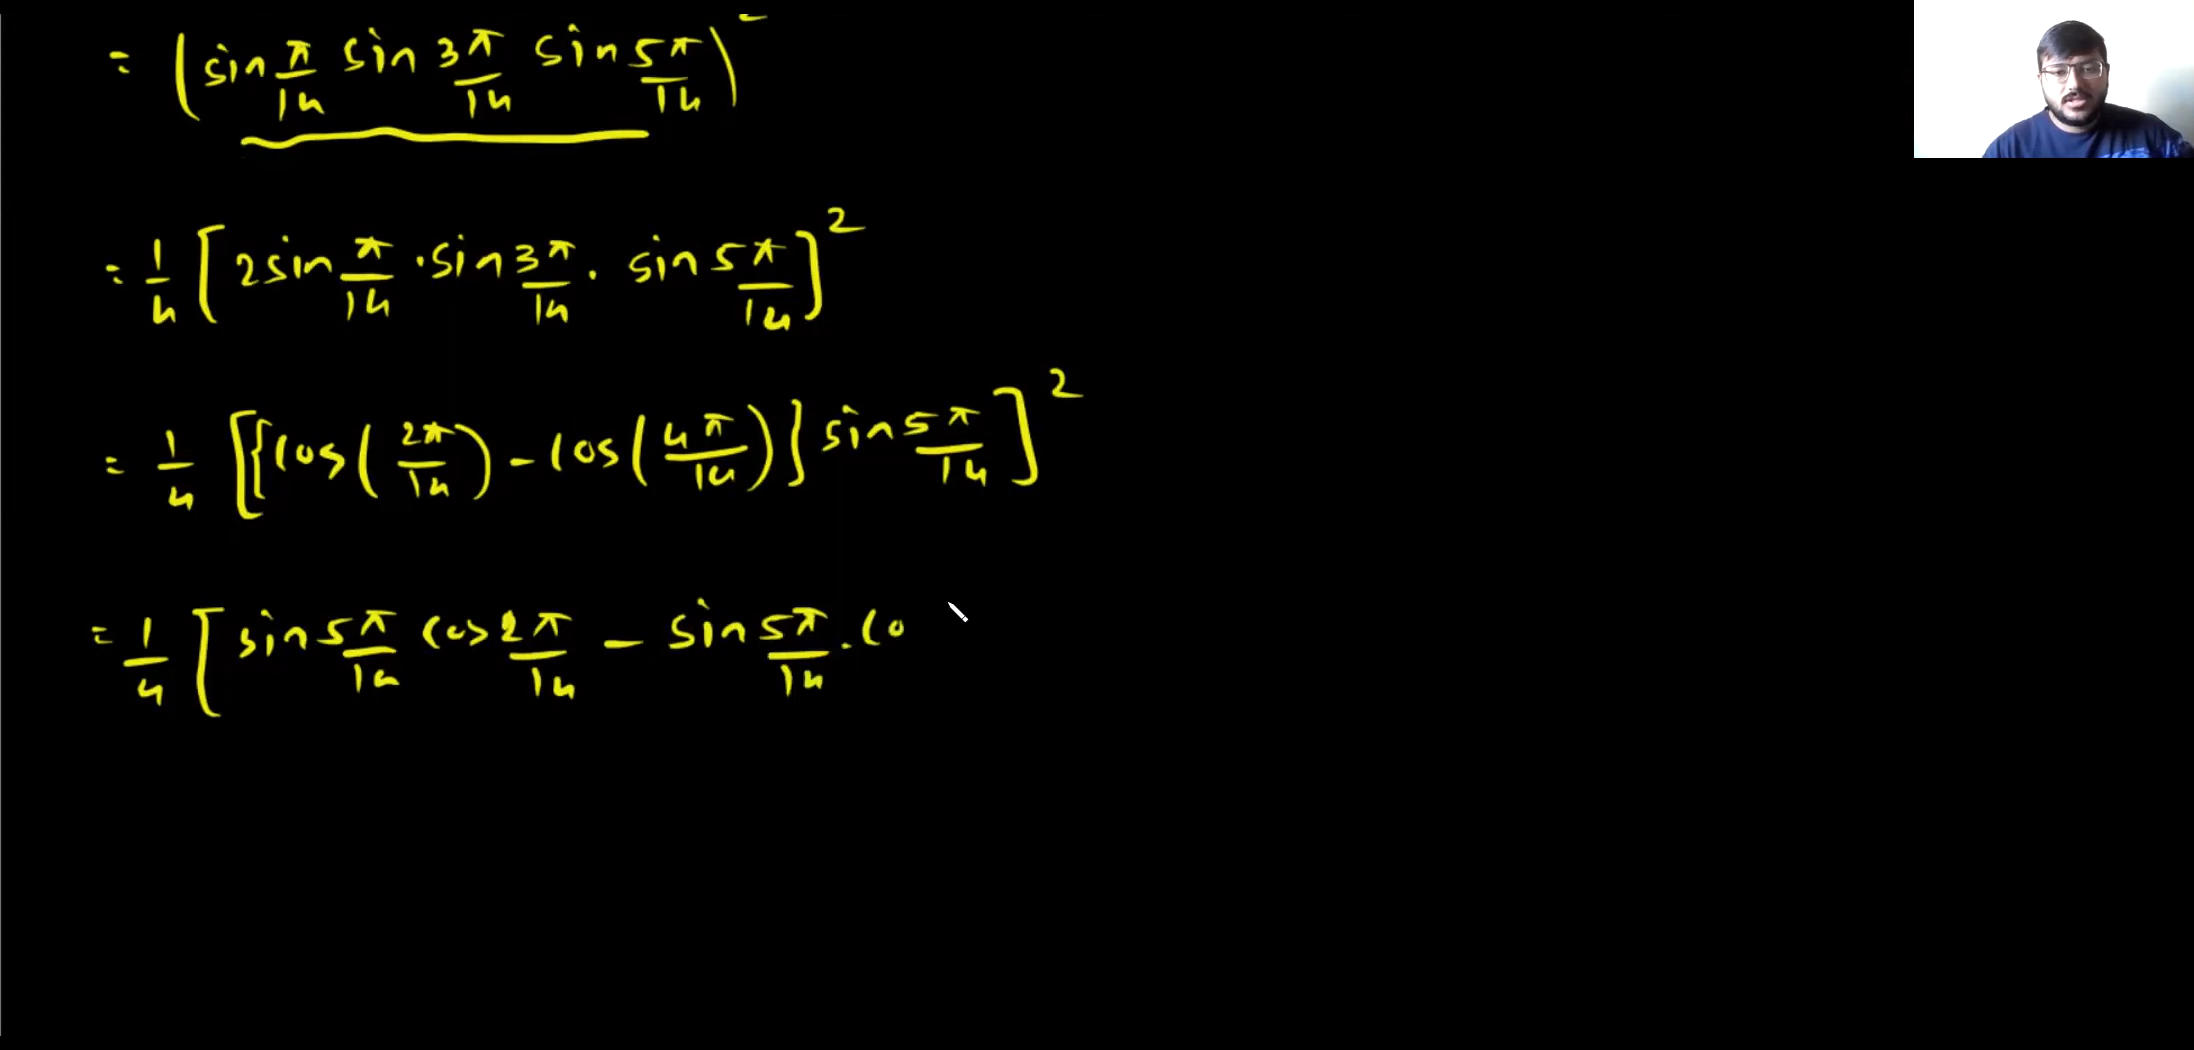 = (sin π/14 sin 3π/14 sin 5π/14)²
= 1/4 [2sin π/14 · sin 3π/14 · sin 5π/14]²
= 1/4 [{cos(2π/14) - cos(4π/14)} sin 5π/14]²
= 1/4 [sin 5π/14 cos 2π/14 - sin 5π/14 . co